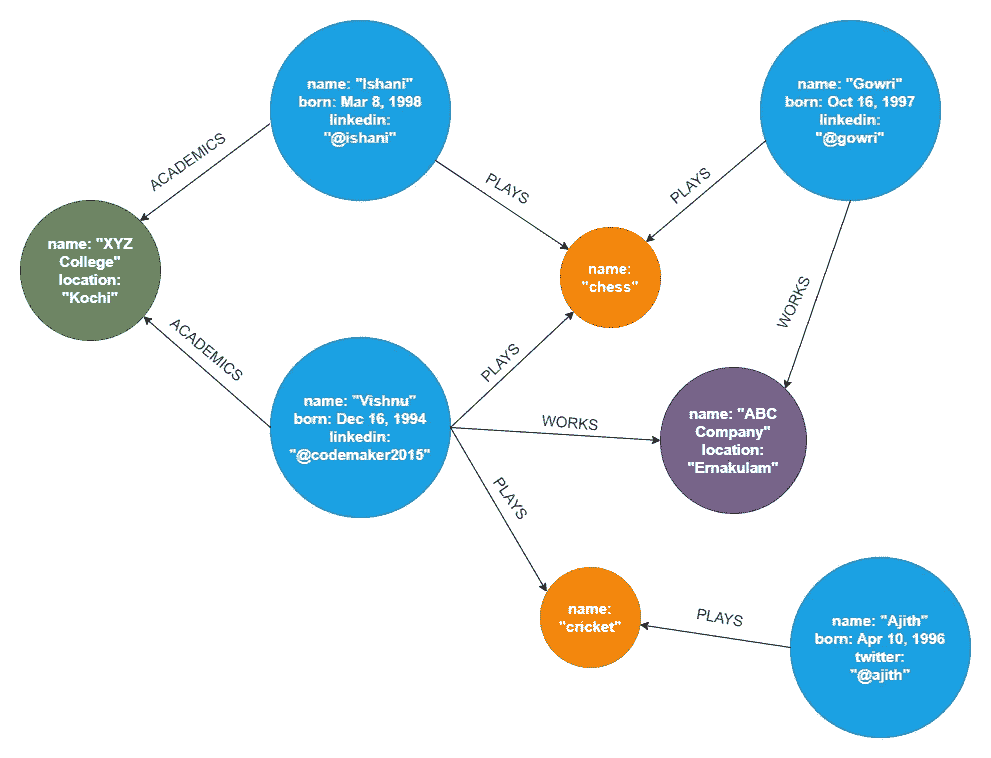 name: "Ishani"
born: Mar 8, 1998
linkedin:
"@ishani"
name: "Gowri"
born: Oct 16, 1997
linkedin:
"@gowri"
ACADEMICS
PLAYS
PLAYS
name: "XYZ
College"
location:
"Kochi"
name:
"chess"
WORKS
ACADEMICS
PLAYS
name: "Vishnu"
born: Dec 16, 1994
linkedin:
"@codemaker2015"
WORKS
name: "ABC
Company"
location:
"Ernakulam"
PLAYS
name:
"cricket"
PLAYS
name: "Ajith"
born: Apr 10, 1996
twitter:
"@ajith"